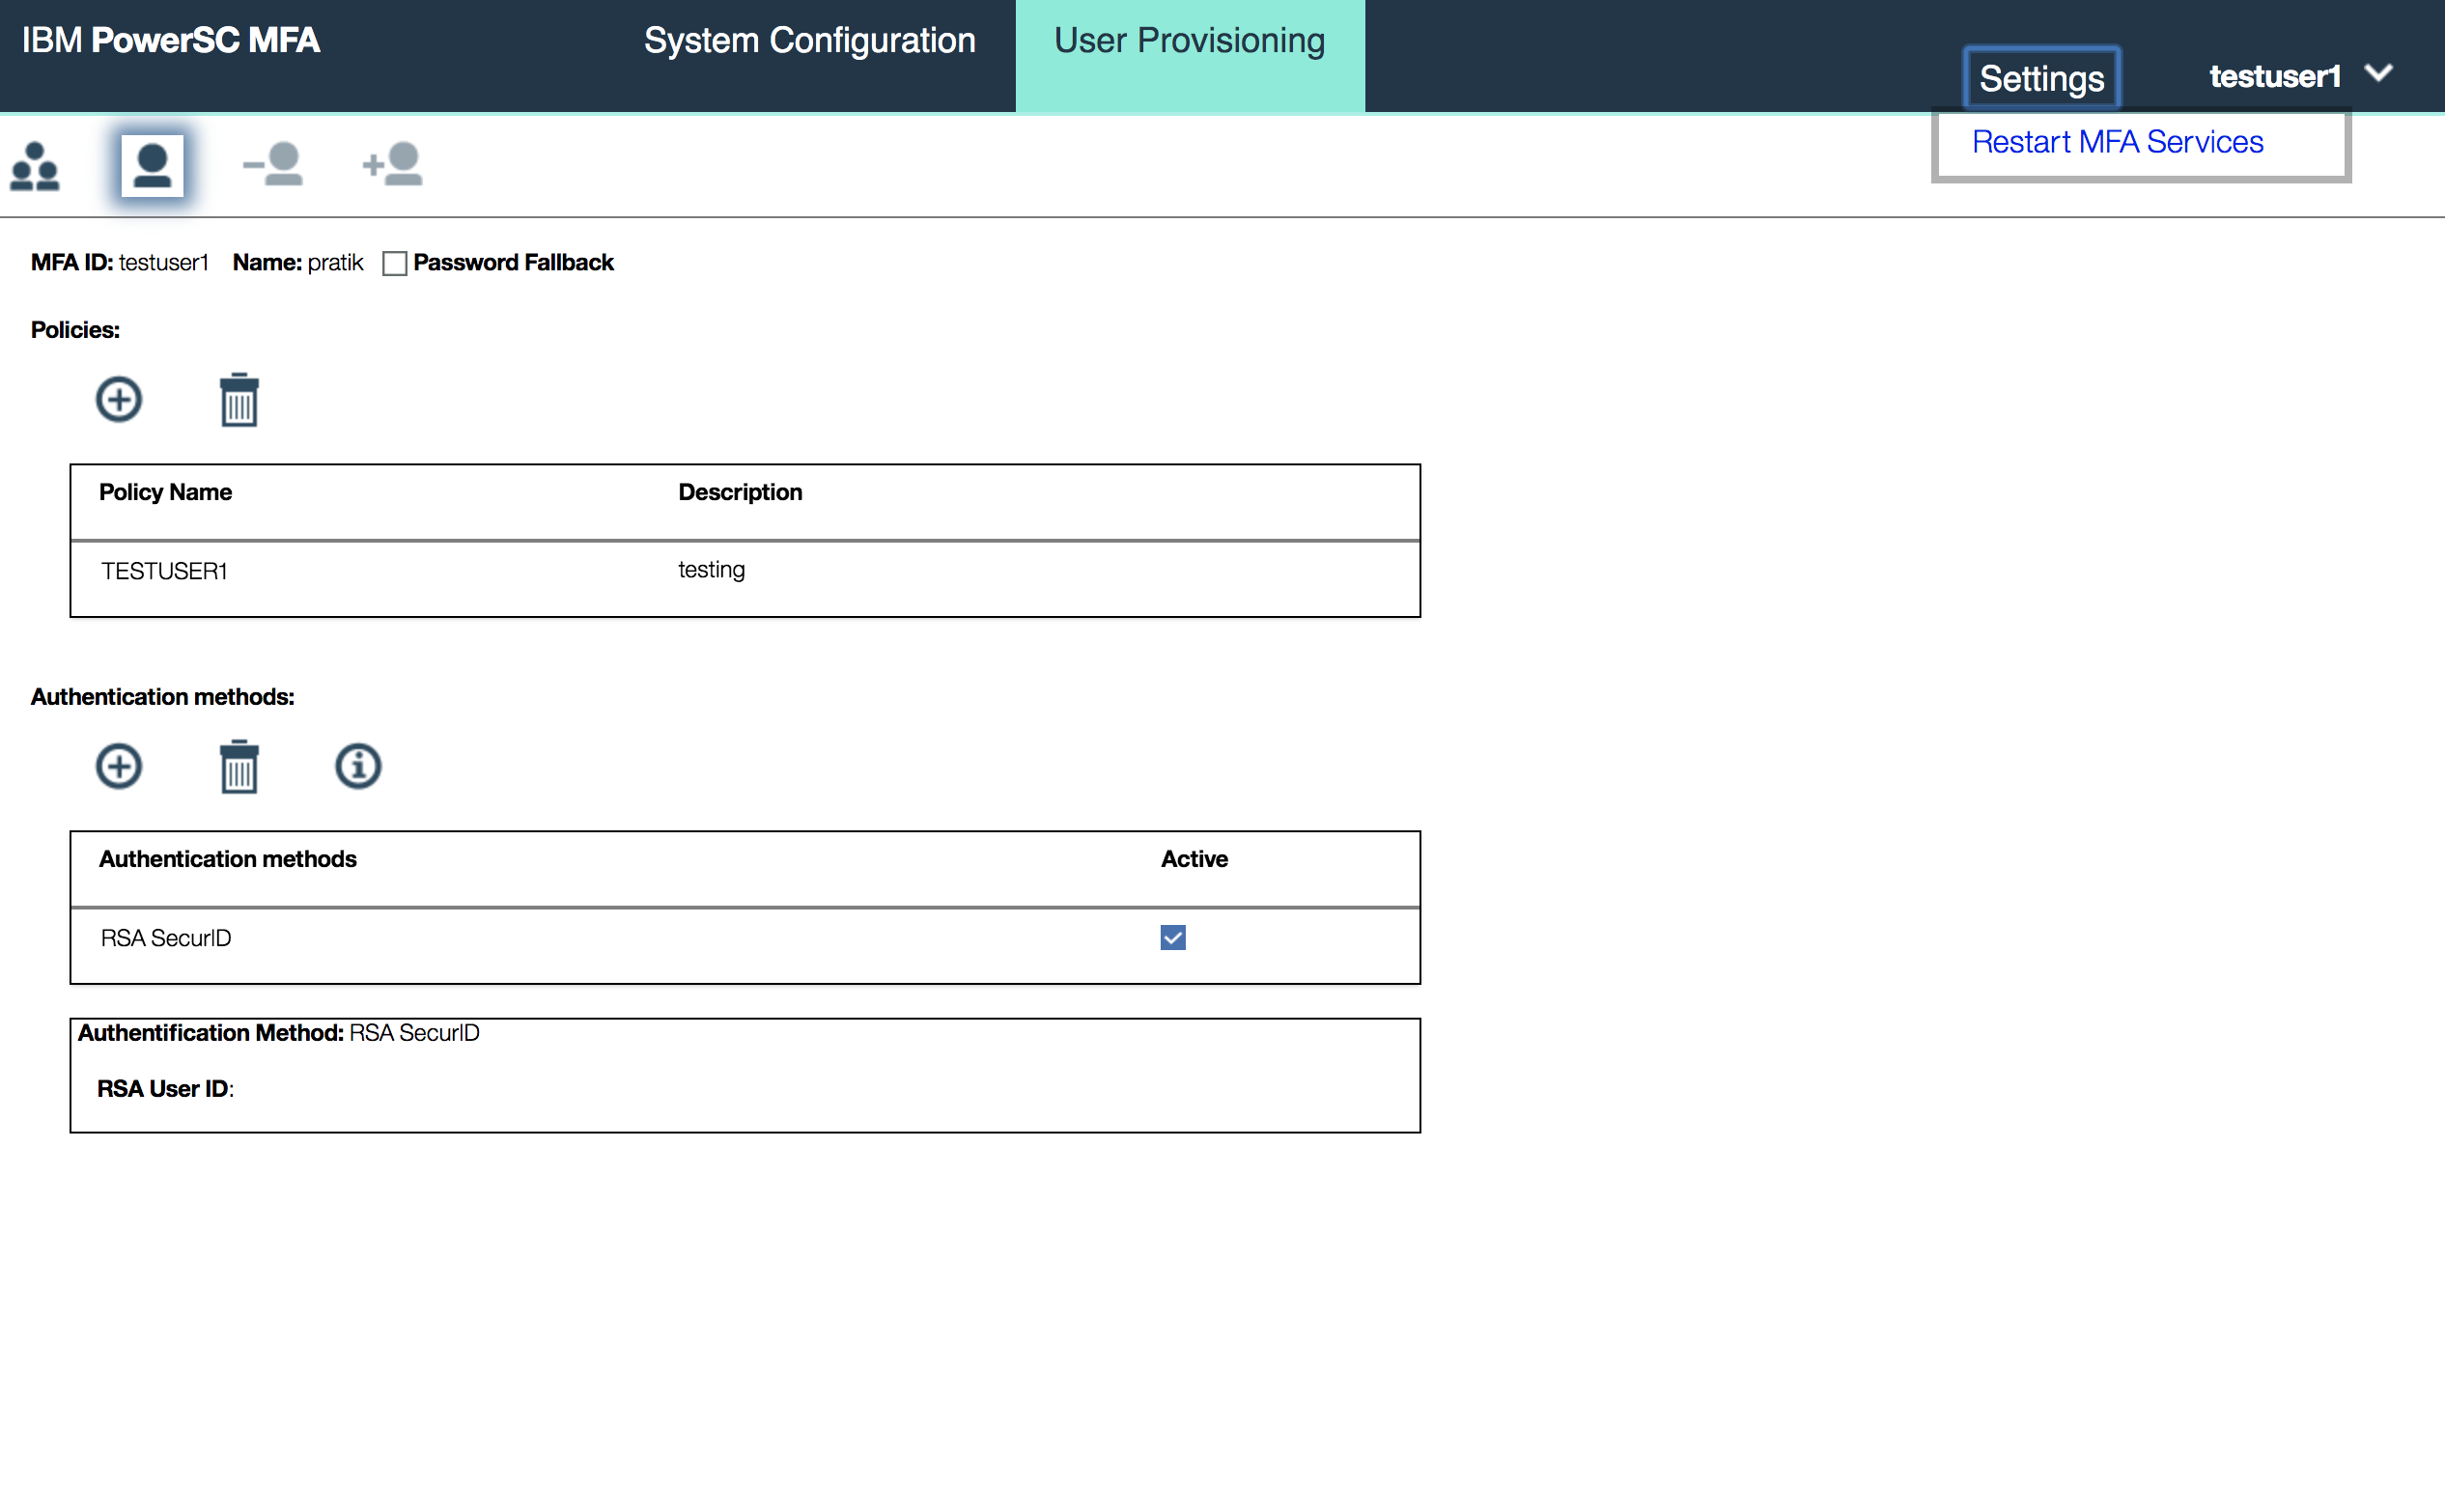 IBM PowerSC MFA System Configuration User Provisioning Settings testuser1
Restart MFA Services
MFA ID: testuser1 Name: pratik Password Fallback
Policies:
Policy Name Description
TESTUSER1 testing
Authentication methods:
Authentication methods Active
RSA SecurID
Authentification Method: RSA SecurID
RSA User ID: